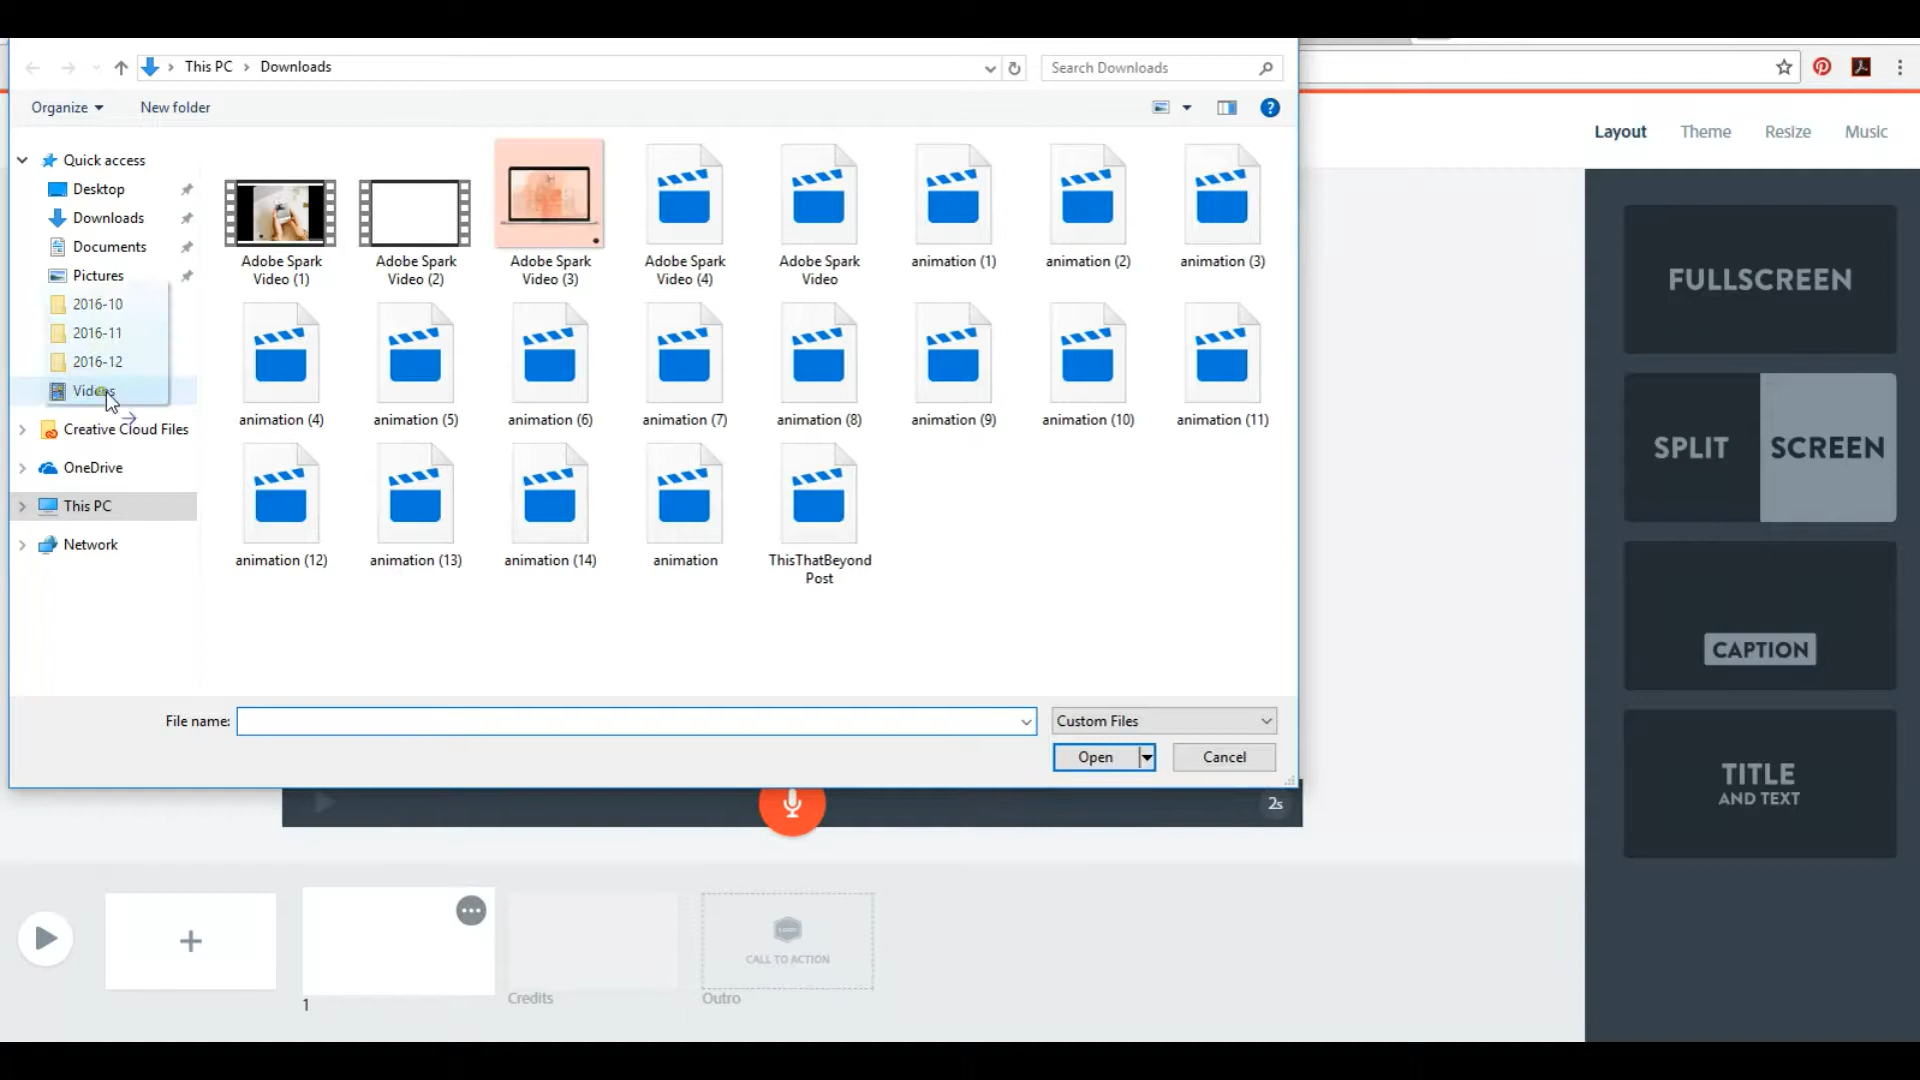 This PC > Downloads
Search Downloads
Organize
New folder
Layout
Theme
Resize
Music
Quick access
Desktop
Downloads
Documents
Pictures
2016-10
2016-11
2016-12
Videos
Creative Cloud Files
OneDrive
This PC
Network
Adobe Spark
Video (1)
Adobe Spark
Video (2)
Adobe Spark
Video (3)
Adobe Spark
Video (4)
Adobe Spark
Video
animation (1)
animation (2)
animation (3)
animation (4)
animation (5)
animation (6)
animation (7)
animation (8)
animation (9)
animation (10)
animation (11)
animation (12)
animation (13)
animation (14)
animation
ThisThatBeyond
Post
File name:
Custom Files
Open
Cancel
FULLSCREEN
SPLIT SCREEN
CAPTION
TITLE
AND TEXT
2s
1
Credits
CALL TO ACTION
Outro